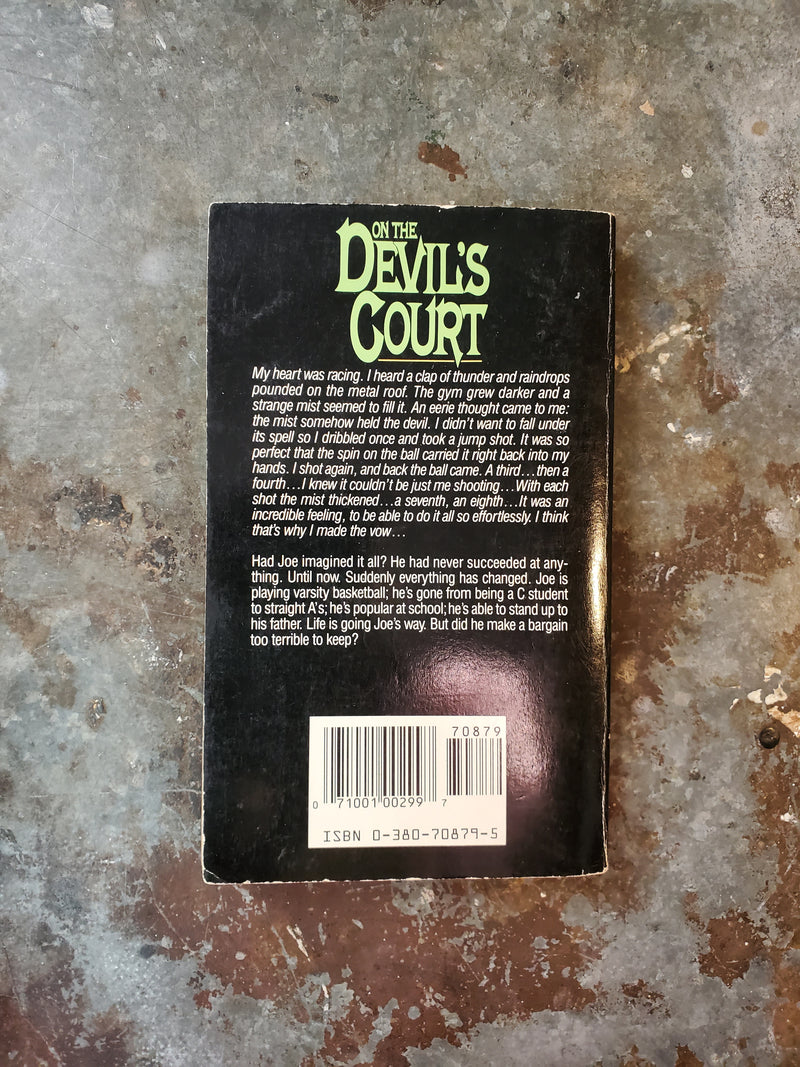 ON THE
DEVIL'S
COURT
My heart was racing. I heard a clap of thunder and raindrops
pounded on the metal roof. The gym grew darker and a
strange mist seemed to fill it. An eerie thought came to me:
the mist somehow held the devil. I didn't want to fall under
its spell so I dribbled once and took a jump shot. It was so
perfect that the spin on the ball carried it right back into my
hands. I shot again, and back the ball came. A third...then a
fourth...I knew it couldn't be just me shooting...With each
shot the mist thickened...a seventh, an eighth...It was an
incredible feeling, to be able to do it all so effortlessly. I think
that's why I made the vow...
Had Joe imagined it all? He had never succeeded at any-
thing. Until now. Suddenly everything has changed. Joe is
playing varsity basketball; he's gone from being a C student
to straight A's; he's popular at school; he's able to stand up to
his father. Life is going Joe's way. But did he make a bargain
too terrible to keep?
70879
0 71001 00299 7
ISBN 0-380-70879-5